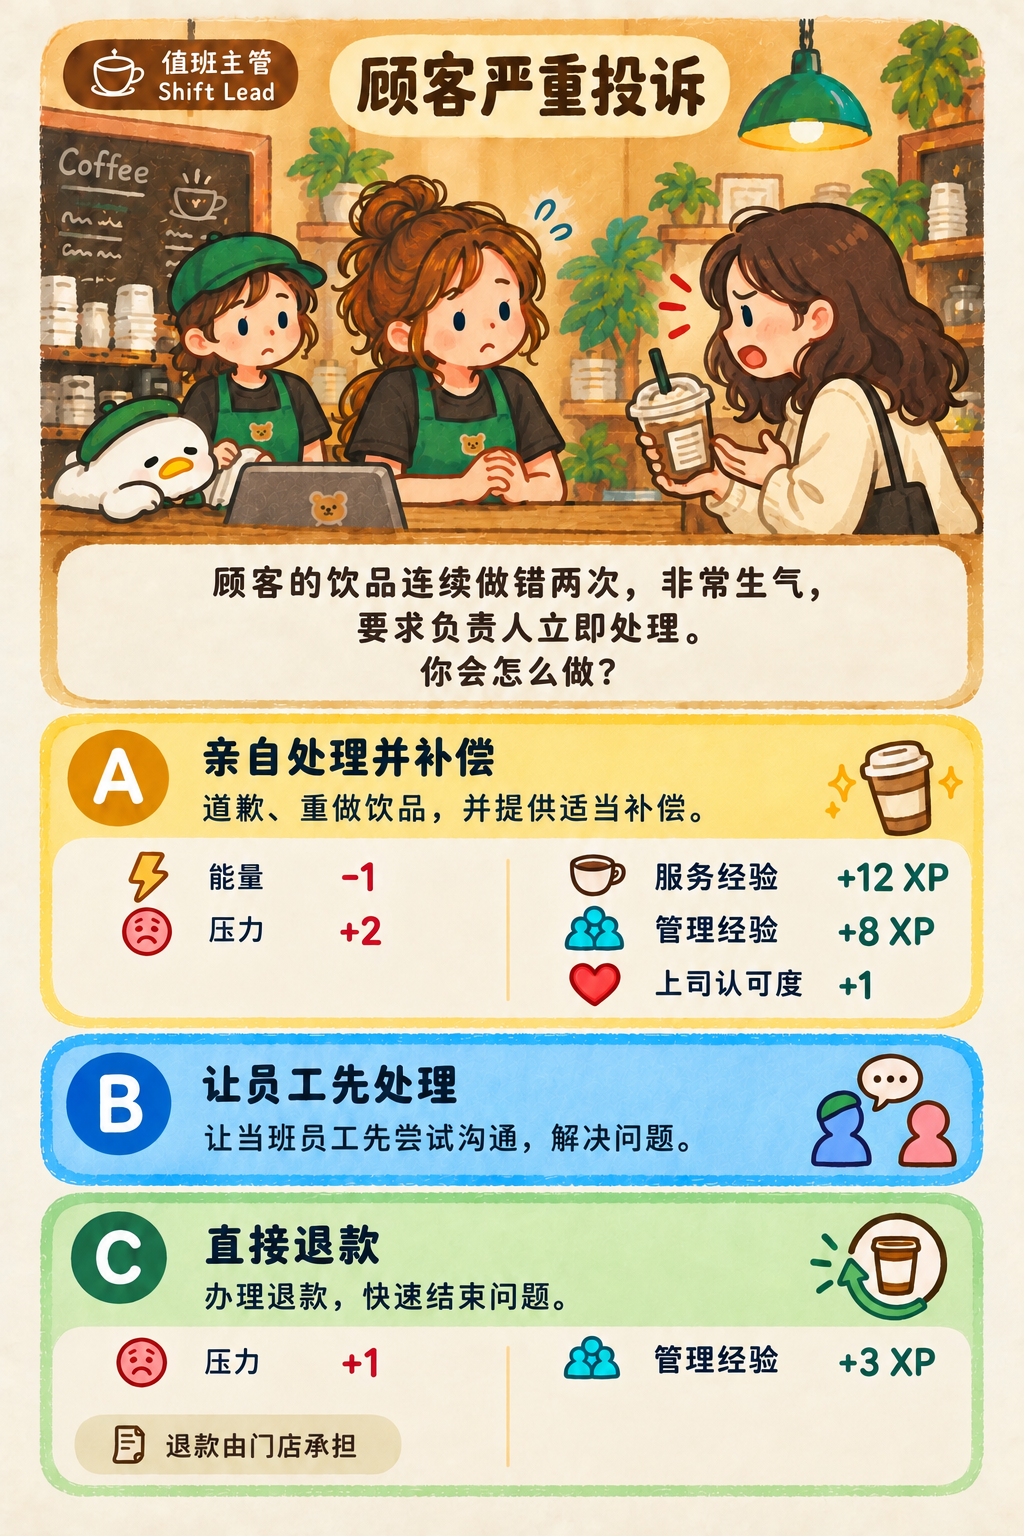 值班主管
Shift Lead
顾客严重投诉
Coffee
顾客的饮品连续做错两次，非常生气，
要求负责人立即处理。
你会怎么做？
A
亲自处理并补偿
道歉、重做饮品，并提供适当补偿。
能量 -1
服务经验 +12 XP
压力 +2
管理经验 +8 XP
上司认可度 +1
B
让员工先处理
让当班员工先尝试沟通，解决问题。
C
直接退款
办理退款，快速结束问题。
压力 +1
管理经验 +3 XP
退款由门店承担